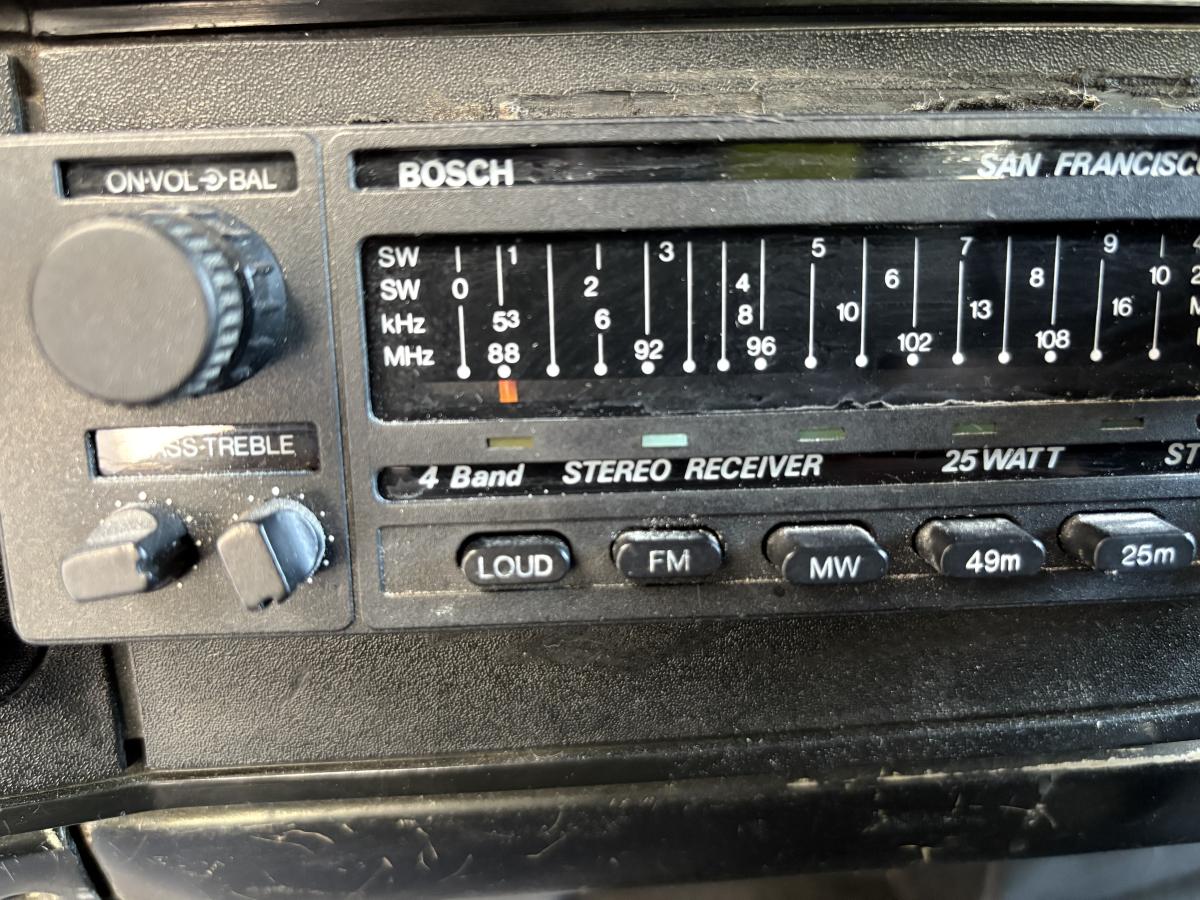 ON·VOL BAL
BOSCH SAN FRANCISC
SW 1 3 5 7 9
SW 0 2 4 6 8 10
kHz 53 6 8 10 13 16
MHz 88 92 96 102 108
TREBLE
4 Band STEREO RECEIVER 25 WATT ST
LOUD FM MW 49m 25m